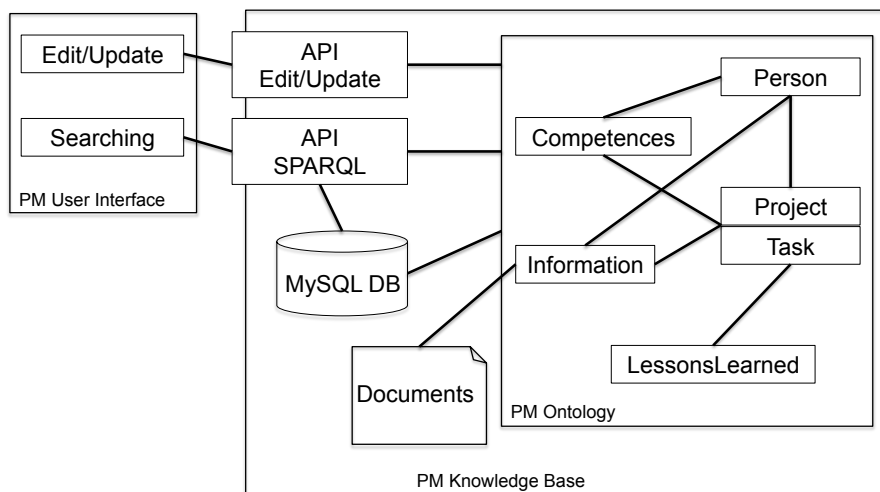 Edit/Update
Searching
PM User Interface
API
Edit/Update
API
SPARQL
MySQL DB
Documents
Person
Competences
Project
Task
Information
LessonsLearned
PM Ontology
PM Knowledge Base